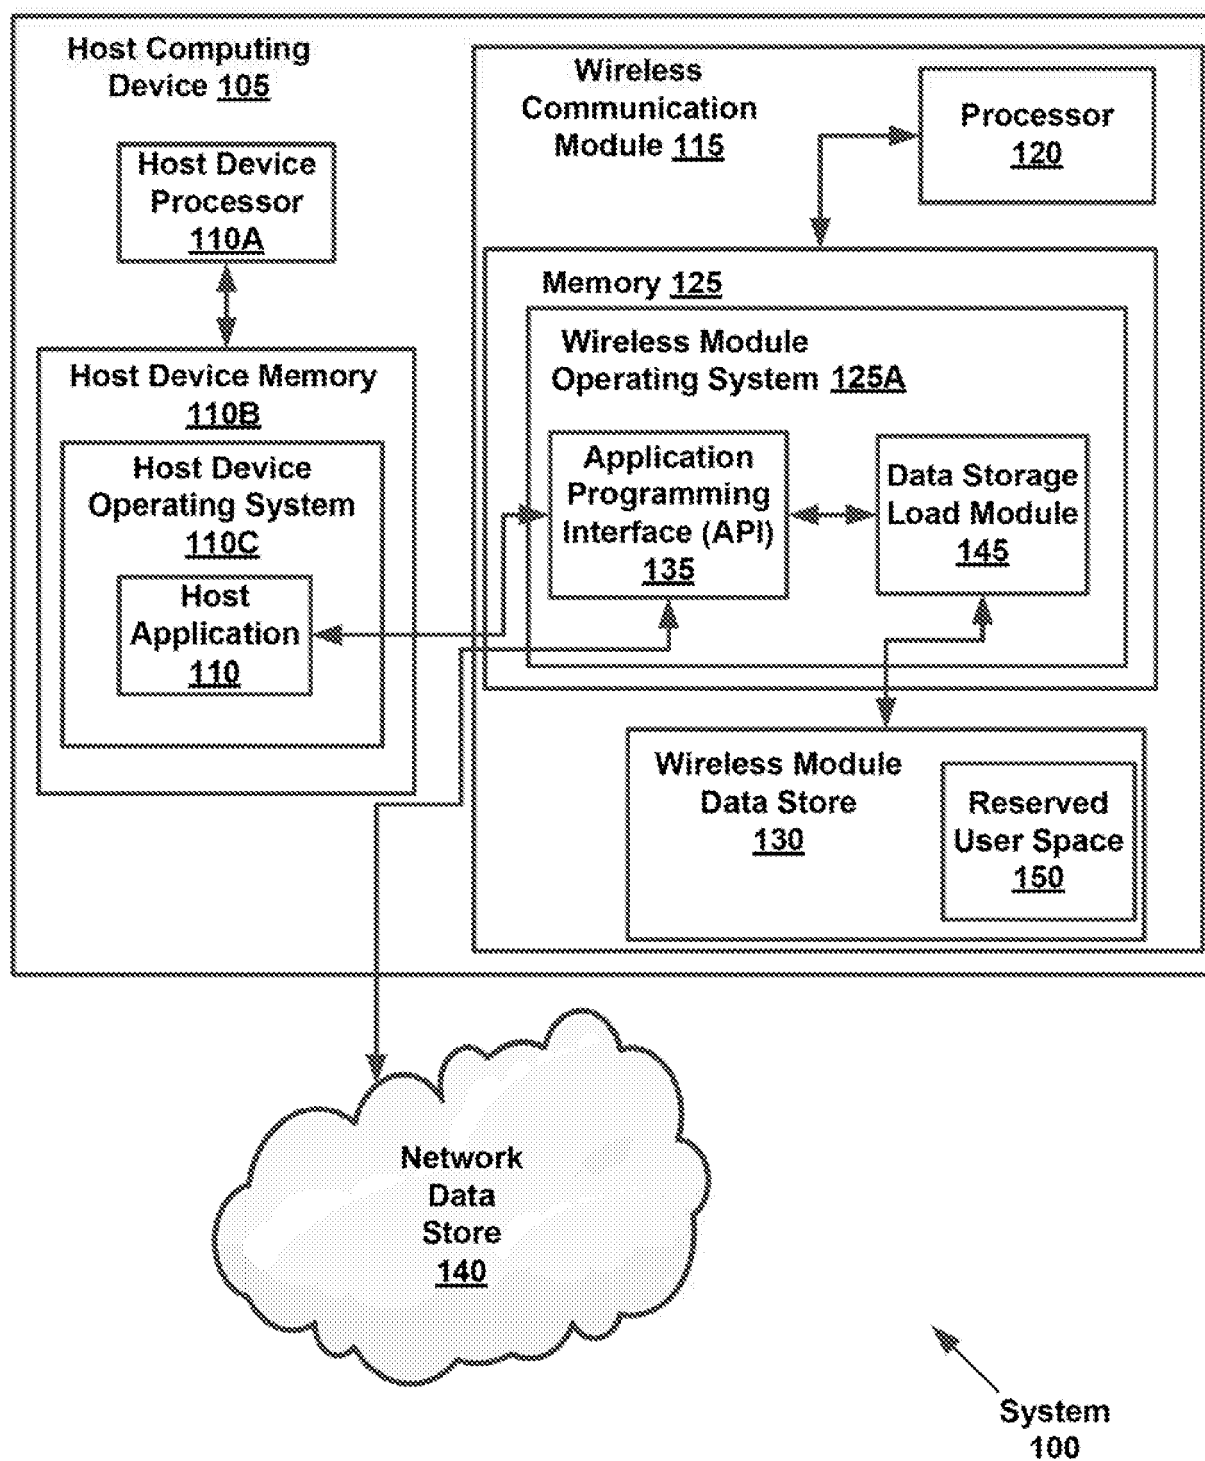 Host Computing
Device 105
Host Device
Processor
110A
Host Device Memory
110B
Host Device
Operating System
110C
Host
Application
110
Wireless
Communication
Module 115
Processor
120
Memory 125
Wireless Module
Operating System 125A
Application
Programming
Interface (API)
135
Data Storage
Load Module
145
Wireless Module
Data Store
130
Reserved
User Space
150
Network
Data
Store
140
System
100